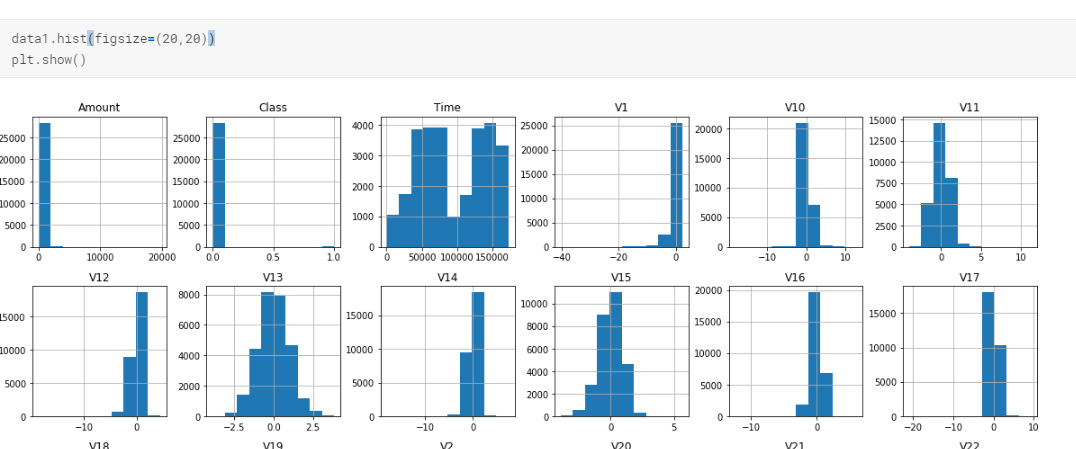 data1.hist(figsize=(20,20))
plt.show()
Amount Class Time V1 V10 V11
25000 20000 15000 10000 5000 0
0 10000 20000
25000 20000 15000 10000 5000 0
0.0 0.5 1.0
4000 3000 2000 1000 0
0 50000 100000 150000
25000 20000 15000 10000 5000 0
−40 −20 0
20000 15000 10000 5000 0
−10 0 10
15000 12500 10000 7500 5000 2500 0
0 5 10
V12 V13 V14 V15 V16 V17
15000 10000 5000 0
−10 0
8000 6000 4000 2000 0
−2.5 0.0 2.5
15000 10000 5000 0
−10 0
10000 8000 6000 4000 2000 0
0 5
20000 15000 10000 5000 0
−10 0
15000 10000 5000 0
−20 −10 0 10
V18 V19 V2 V20 V21 V22